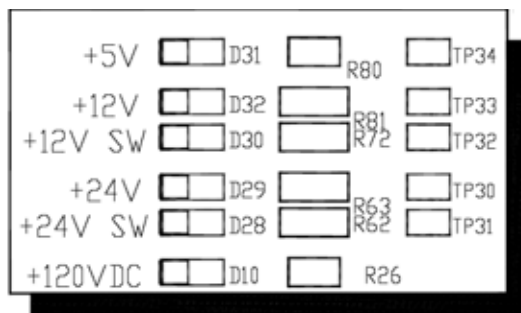 +5V D31 R80 TP34
+12V D32 R81 TP33
+12V SW D30 R72 TP32
+24V D29 R63 TP30
+24V SW D28 R62 TP31
+120VDC D10 R26